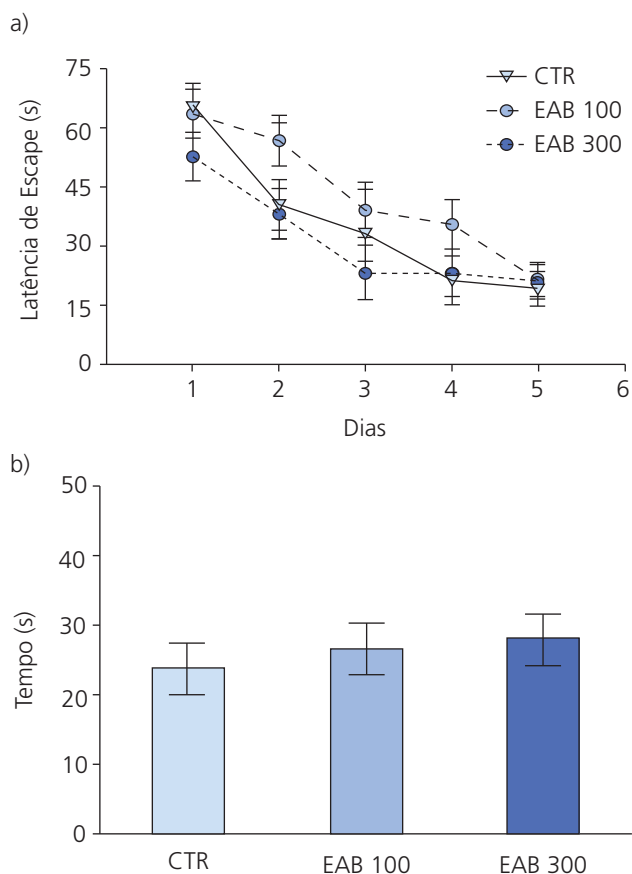 a)
Latência de Escape (s)
75
60
45
30
15
0
CTR
EAB 100
EAB 300
1 2 3 4 5 6
Dias
b)
Tempo (s)
50
40
30
20
10
0
CTR EAB 100 EAB 300